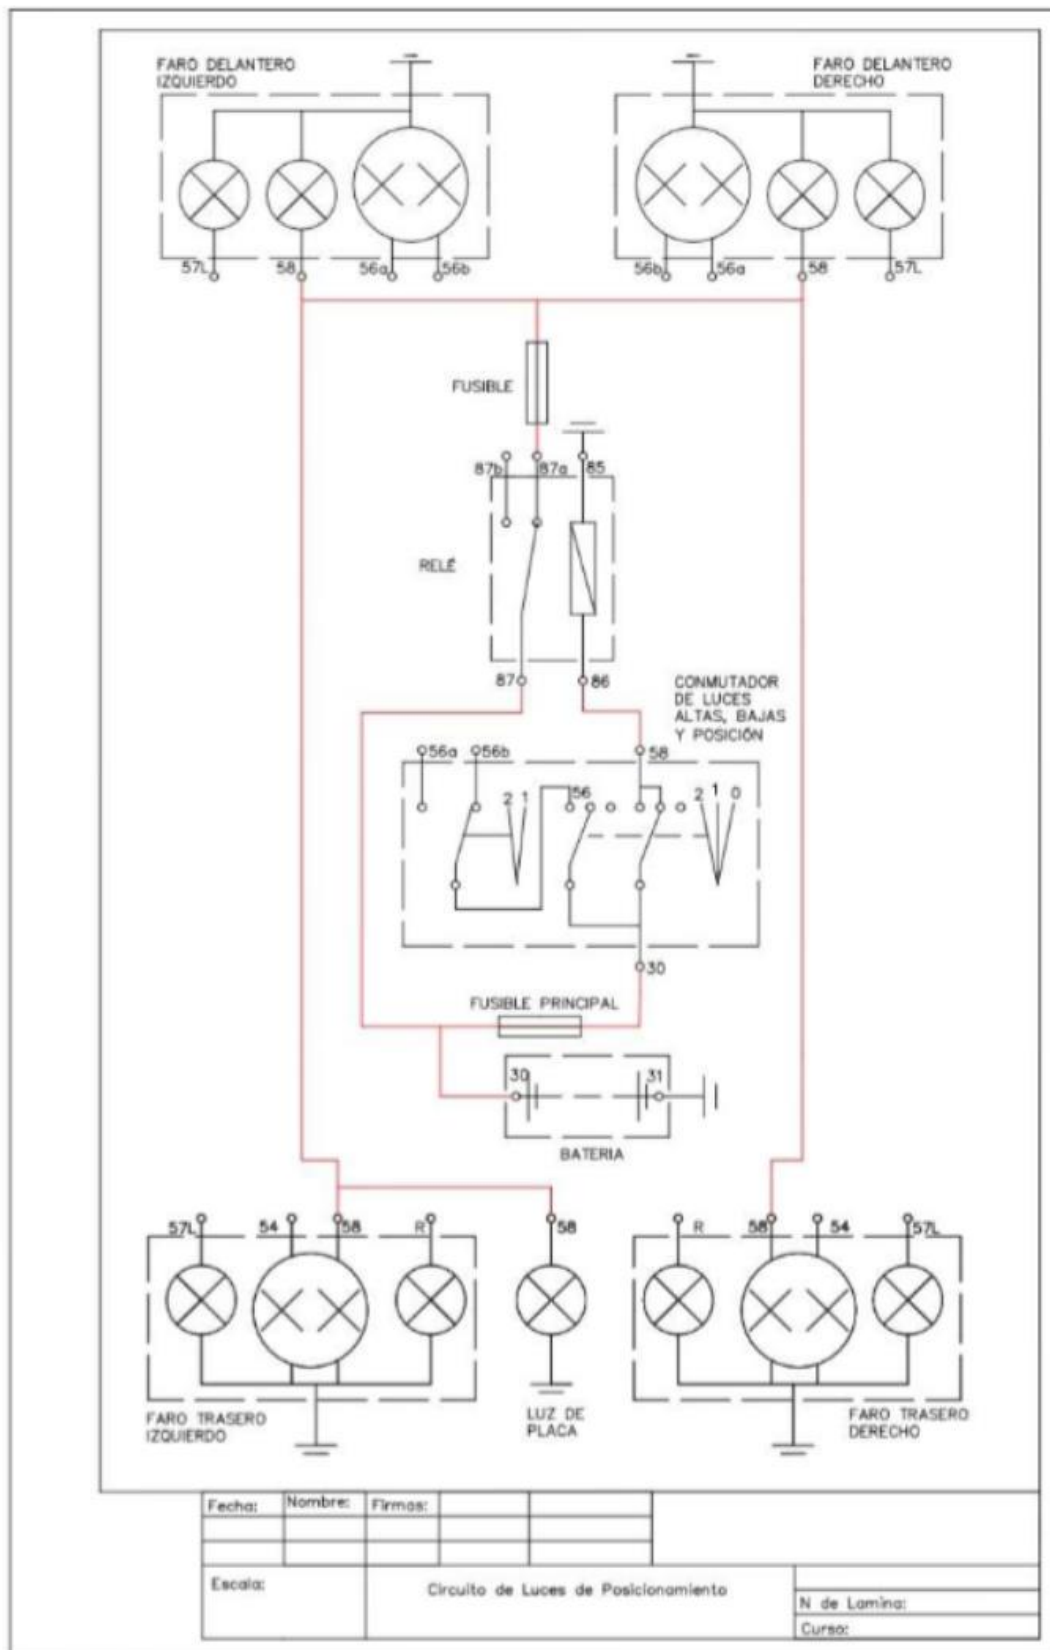 FARO DELANTERO
IZQUIERDO
FARO DELANTERO
DERECHO
57L
58
56a
56b
56b
56a
58
57L
FUSIBLE
87b
87a
85
RELÉ
87
86
CONMUTADOR
DE LUCES
ALTAS, BAJAS
Y POSICIÓN
56a
56b
58
2 1
56
2 1 0
30
FUSIBLE PRINCIPAL
30
31
BATERIA
57L
54
58
R
58
R
58
54
57L
FARO TRASERO
IZQUIERDO
LUZ DE
PLACA
FARO TRASERO
DERECHO
Fecha:
Nombre:
Firmas:
Escala:
Circuito de Luces de Posicionamiento
N de Lamina:
Curso: